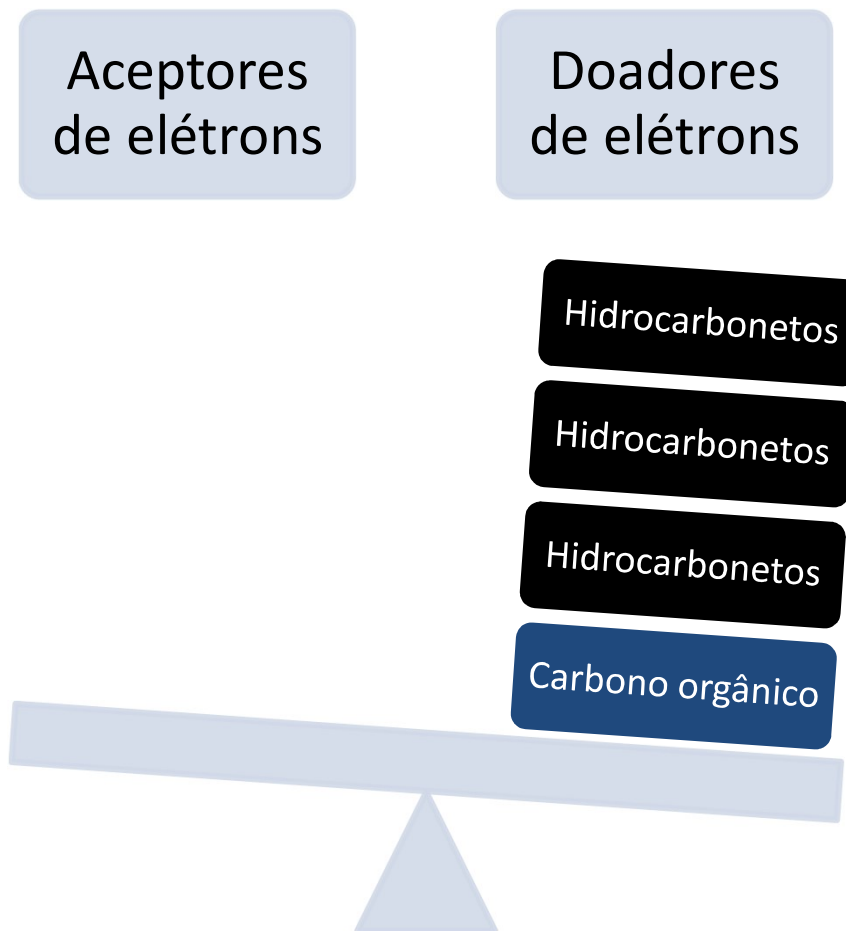 Aceptores
de elétrons
Doadores
de elétrons
Hidrocarbonetos
Hidrocarbonetos
Hidrocarbonetos
Carbono orgânico